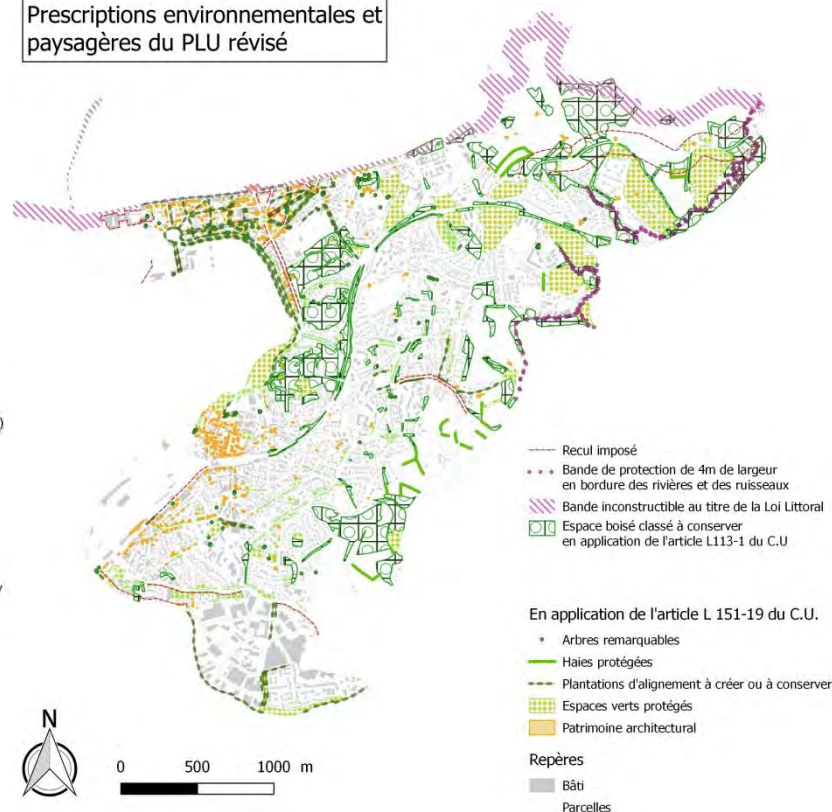 Prescriptions environnementales et
paysagères du PLU révisé
Recul imposé
Bande de protection de 4m de largeur
en bordure des rivières et des ruisseaux
Bande inconstructible au titre de la Loi Littoral
Espace boisé classé à conserver
en application de l'article L113-1 du C.U
En application de l'article L 151-19 du C.U.
Arbres remarquables
Haies protégées
Plantations d'alignement à créer ou à conserver
Espaces verts protégés
Patrimoine architectural
Repères
Bâti
Parcelles
N
0 500 1000 m